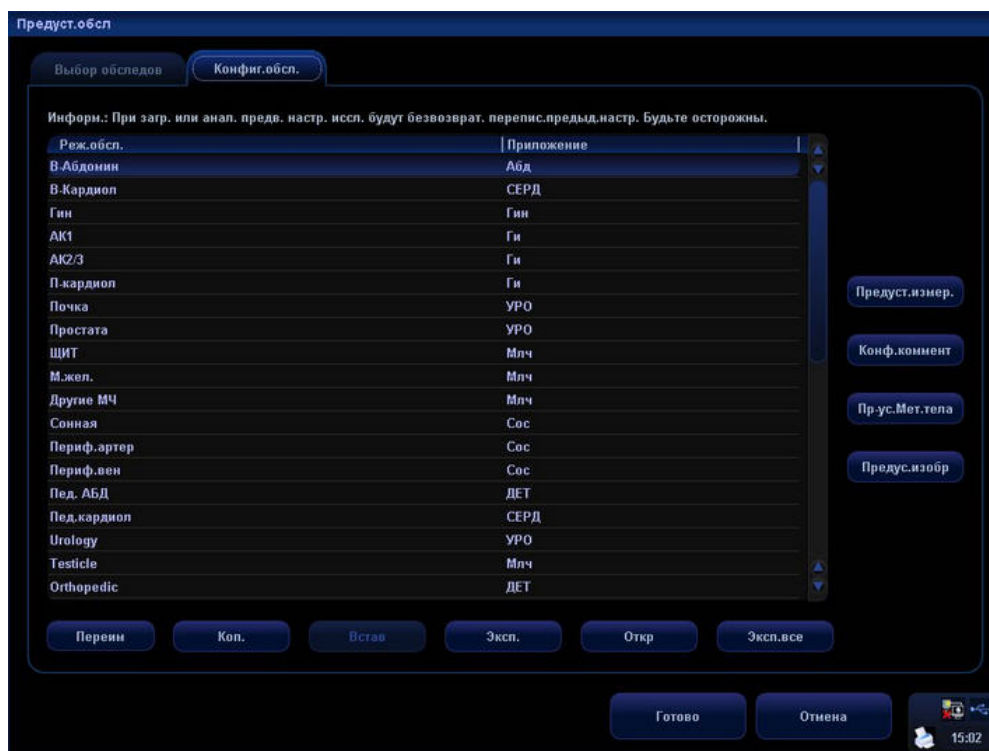 Предуст.обсл
Выбор обследов Конфиг.обсл.
Информ.: При загр. или анал. предв. настр. иссл. будут безвозврат. перепис.предыд.настр. Будьте осторожны.
Реж.обсл. Приложение
В-Абдомин Абд
В-Кардиол СЕРД
Гин Гин
АК1 Ги
АК2/3 Ги
П-кардиол Ги
Почка УРО
Простата УРО
ЩИТ Млч
М.жел. Млч
Другие МЧ Млч
Сонная Сос
Периф.артер Сос
Периф.вен Сос
Пед. АБД ДЕТ
Пед.кардиол СЕРД
Urology УРО
Testicle Млч
Orthopedic ДЕТ
Предуст.измер.
Конф.коммент
Пр-ус.Мет.тела
Предус.изобр
Переин Коп. Встав Эксп. Откр Эксп.все
Готово Отмена
15:02